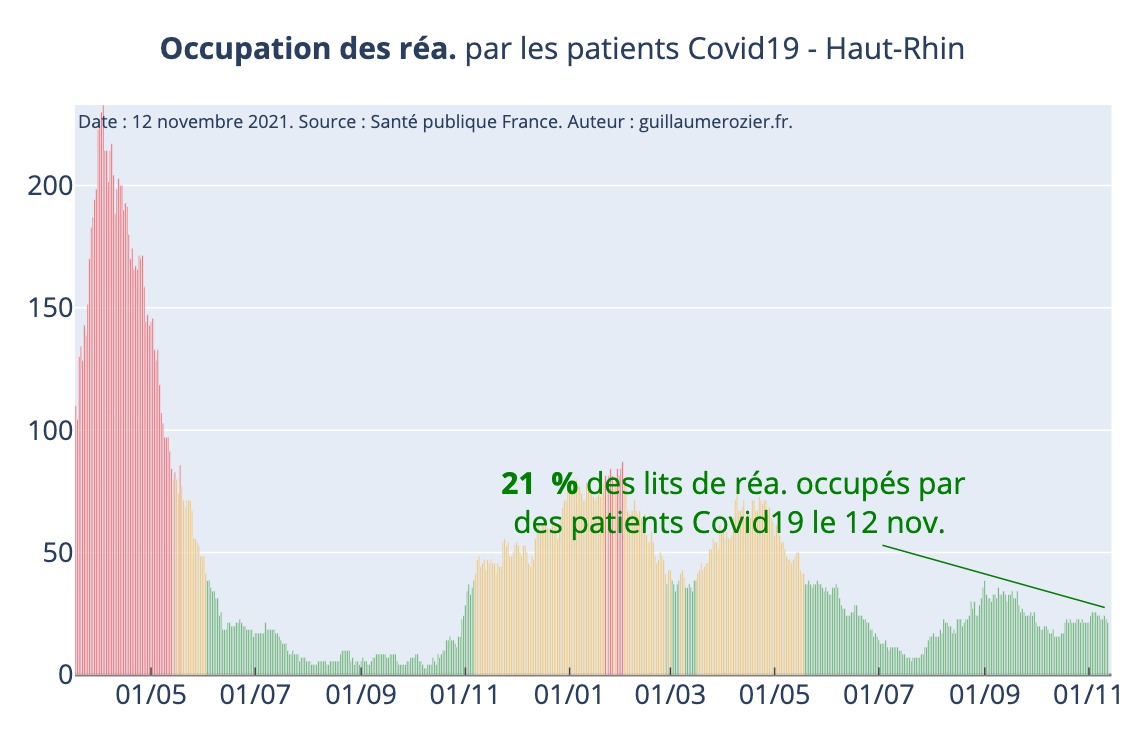 Occupation des réa. par les patients Covid19 - Haut-Rhin
Date : 12 novembre 2021. Source : Santé publique France. Auteur : guillaumerozier.fr.
200
150
100
21 % des lits de réa. occupés par
des patients Covid19 le 12 nov.
50
0
01/05 01/07 01/09 01/11 01/01 01/03 01/05 01/07 01/09 01/11